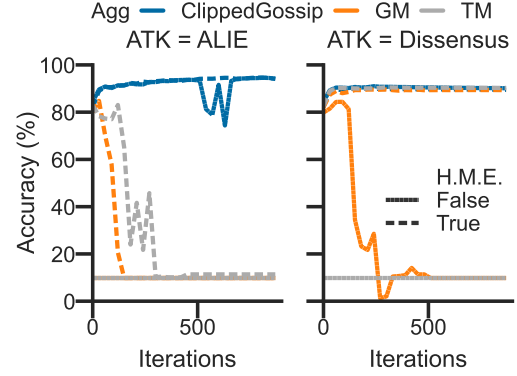 Agg ClippedGossip GM TM
ATK = ALIE ATK = Dissensus
Accuracy (%)
100
80
60
40
20
0
0 500
0 500
Iterations Iterations
H.M.E.
False
True